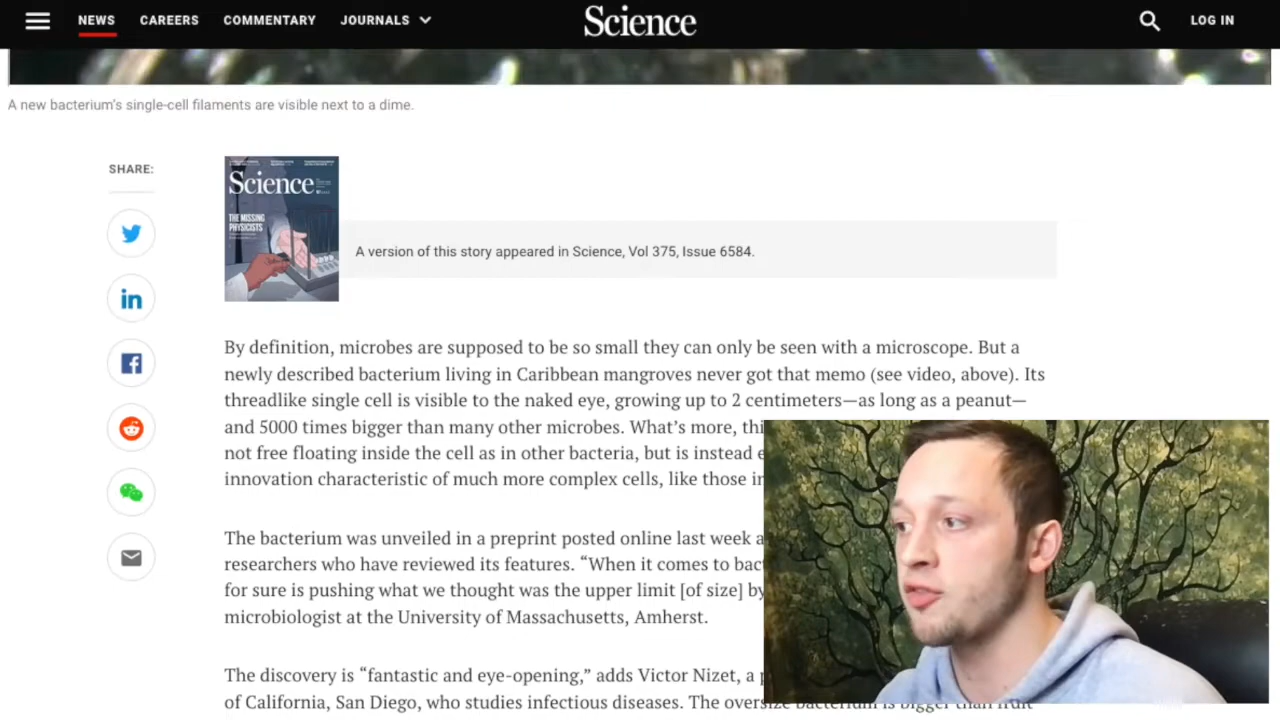 NEWS CAREERS COMMENTARY JOURNALS Science LOG IN
A new bacterium's single-cell filaments are visible next to a dime.
SHARE:
Science
THE MISSING
PHYSICISTS
A version of this story appeared in Science, Vol 375, Issue 6584.
By definition, microbes are supposed to be so small they can only be seen with a microscope. But a
newly described bacterium living in Caribbean mangroves never got that memo (see video, above). Its
threadlike single cell is visible to the naked eye, growing up to 2 centimeters—as long as a peanut—
and 5000 times bigger than many other microbes. What's more, thi
not free floating inside the cell as in other bacteria, but is instead e
innovation characteristic of much more complex cells, like those in
The bacterium was unveiled in a preprint posted online last week a
researchers who have reviewed its features. “When it comes to bact
for sure is pushing what we thought was the upper limit [of size] by
microbiologist at the University of Massachusetts, Amherst.
The discovery is “fantastic and eye-opening,” adds Victor Nizet, a p
of California, San Diego, who studies infectious diseases. The oversize bacterium is bigger than fruit